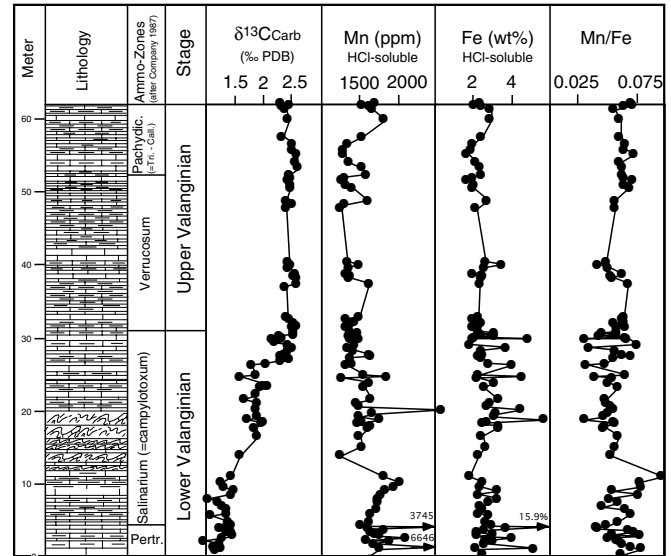 Meter
Lithology
Ammo-Zones
(after Company 1987)
Stage
δ13CCarb
(‰ PDB)
1.5 2.5
Mn (ppm)
HCl-soluble
1500 2000
Fe (wt%)
HCl-soluble
2 4
Mn/Fe
0.025 0.075
60
50
40
30
20
10
Pachydic.
(=Tri. - Call.)
Verrucosum
Salinarium (=campylotoxum)
Pertr.
Upper Valanginian
Lower Valanginian
3745
6646
15.9%